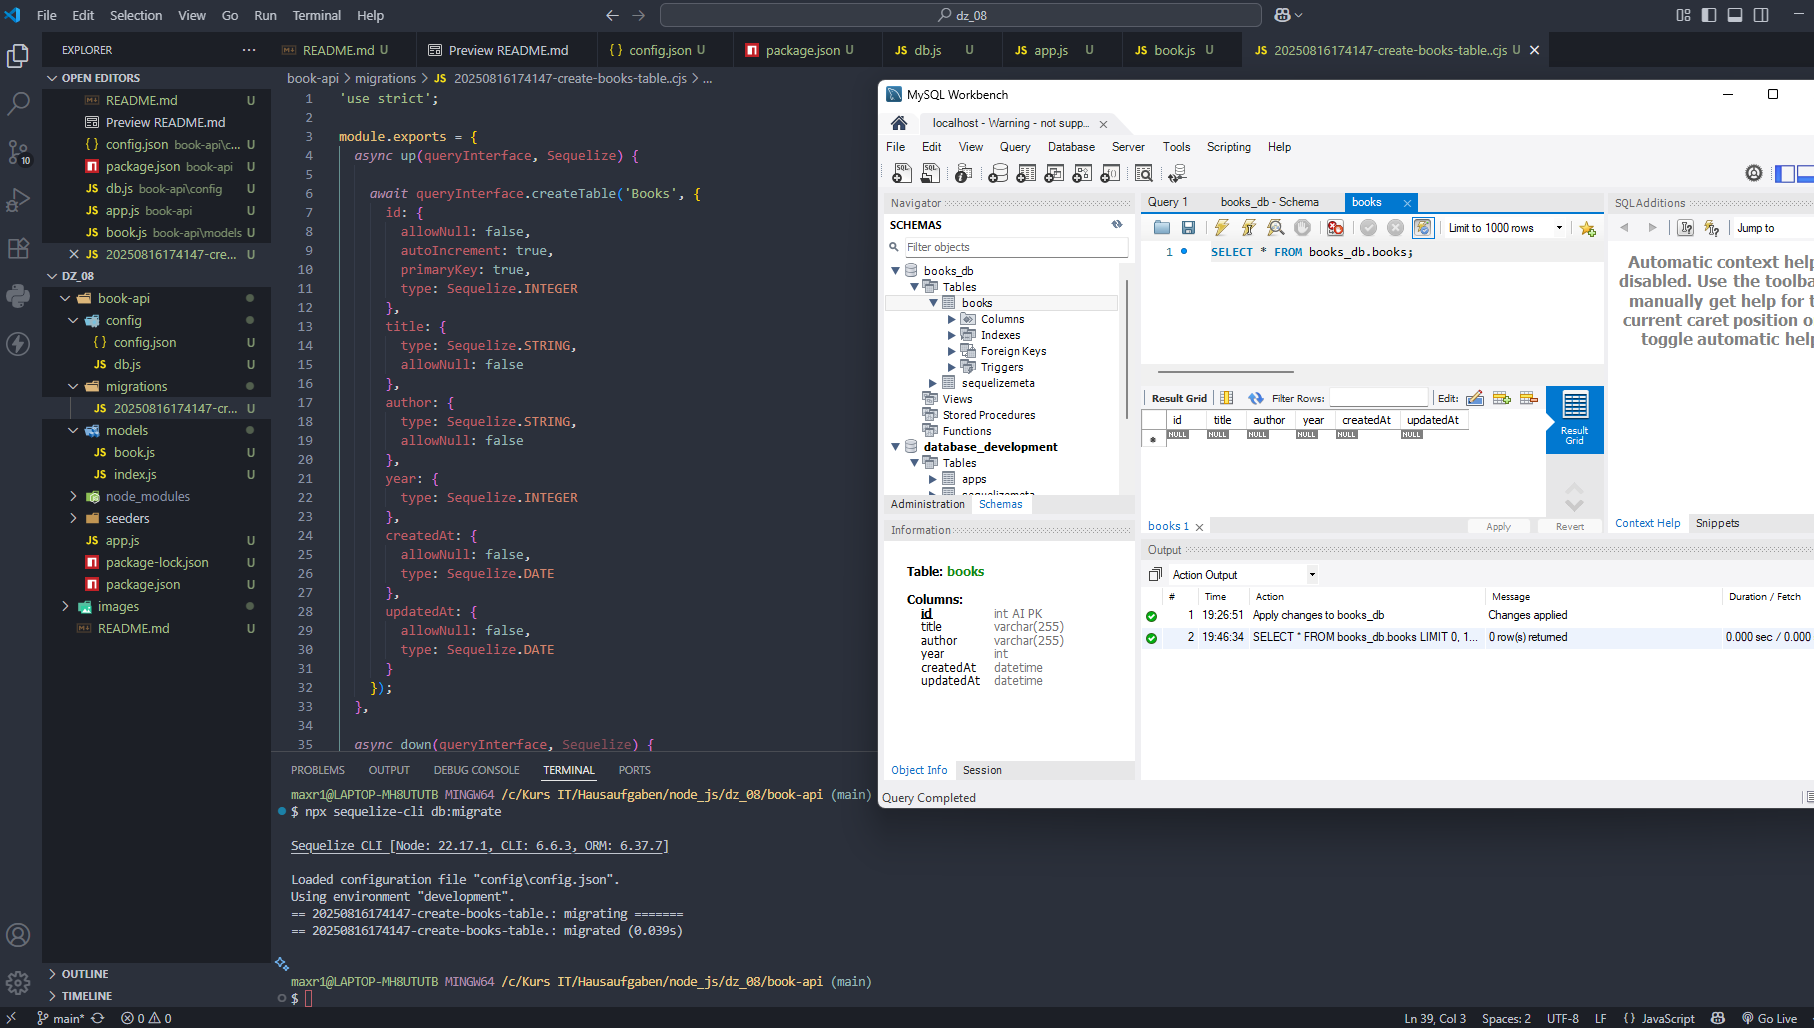 File Edit Selection View Go Run Terminal Help
dz_08
EXPLORER
README.md U
Preview README.md
config.json U
package.json U
JS db.js U
JS app.js U
JS book.js U
JS 20250816174147-create-books-table..cjs U
OPEN EDITORS
README.md U
Preview README.md
{ } config.json book-api\c... U
package.json book-api U
JS db.js book-api\config U
JS app.js book-api U
JS book.js book-api\models U
JS 20250816174147-cre... U
DZ_08
book-api
config
{ } config.json U
JS db.js U
migrations
JS 20250816174147-cr... U
models
JS book.js U
JS index.js U
node_modules
seeders
JS app.js U
package-lock.json U
package.json U
images
README.md U
OUTLINE
TIMELINE
10
book-api > migrations > JS 20250816174147-create-books-table..cjs > ...
1 'use strict';
2
3 module.exports = {
4 async up(queryInterface, Sequelize) {
5
6 await queryInterface.createTable('Books', {
7 id: {
8 allowNull: false,
9 autoIncrement: true,
10 primaryKey: true,
11 type: Sequelize.INTEGER
12 },
13 title: {
14 type: Sequelize.STRING,
15 allowNull: false
16 },
17 author: {
18 type: Sequelize.STRING,
19 allowNull: false
20 },
21 year: {
22 type: Sequelize.INTEGER
23 },
24 createdAt: {
25 allowNull: false,
26 type: Sequelize.DATE
27 },
28 updatedAt: {
29 allowNull: false,
30 type: Sequelize.DATE
31 }
32 });
33 },
34
35 async down(queryInterface, Sequelize) {
PROBLEMS OUTPUT DEBUG CONSOLE TERMINAL PORTS
maxr1@LAPTOP-MH8UTUTB MINGW64 /c/Kurs IT/Hausaufgaben/node_js/dz_08/book-api (main)
$ npx sequelize-cli db:migrate
Sequelize CLI [Node: 22.17.1, CLI: 6.6.3, ORM: 6.37.7]
Loaded configuration file "config\config.json".
Using environment "development".
== 20250816174147-create-books-table.: migrating =======
== 20250816174147-create-books-table.: migrated (0.039s)
maxr1@LAPTOP-MH8UTUTB MINGW64 /c/Kurs IT/Hausaufgaben/node_js/dz_08/book-api (main)
$
MySQL Workbench
localhost - Warning - not supp...
File Edit View Query Database Server Tools Scripting Help
Navigator
SCHEMAS
Filter objects
books_db
Tables
books
Columns
Indexes
Foreign Keys
Triggers
sequelizemeta
Views
Stored Procedures
Functions
database_development
Tables
apps
sequelizemeta
Administration Schemas
Information
Table: books
Columns:
id int AI PK
title varchar(255)
author varchar(255)
year int
createdAt datetime
updatedAt datetime
Object Info Session
Query Completed
Query 1 books_db - Schema books
Limit to 1000 rows
1 SELECT * FROM books_db.books;
Result Grid Filter Rows: Edit:
id title author year createdAt updatedAt
NULL NULL NULL NULL NULL NULL
Result
Grid
books 1 Apply Revert
SQLAdditions
Jump to
Automatic context help
disabled. Use the toolba
manually get help for t
current caret position o
toggle automatic help
Context Help Snippets
Output
Action Output
# Time Action Message Duration / Fetch
1 19:26:51 Apply changes to books_db Changes applied
2 19:46:34 SELECT * FROM books_db.books LIMIT 0, 1... 0 row(s) returned 0.000 sec / 0.000
main* 0 0 Ln 39, Col 3 Spaces: 2 UTF-8 LF { } JavaScript Go Live